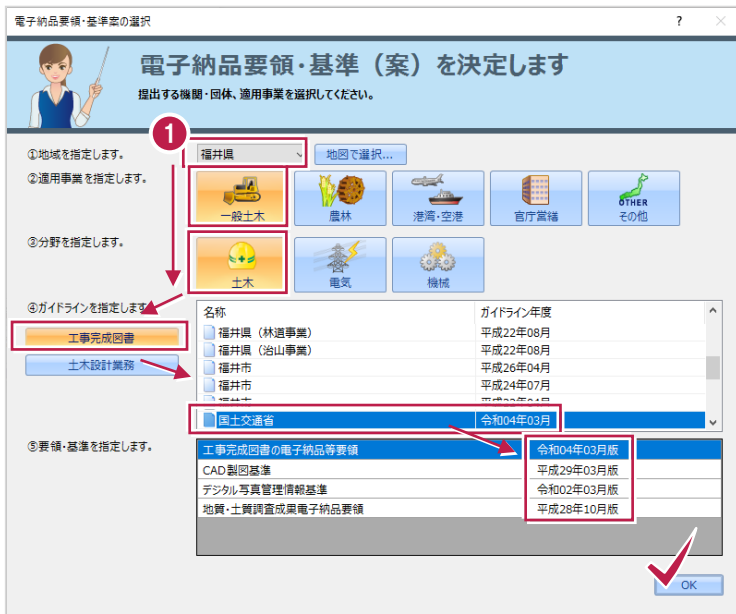 電子納品要領・基準案の選択
?
電子納品要領・基準（案）を決定します
提出する機関・団体、適用事業を選択してください。
1
①地域を指定します。 福井県 地図で選択...
②適用事業を指定します。
一般土木 農林 港湾・空港 官庁営繕 OTHER その他
③分野を指定します。
土木 電気 機械
④ガイドラインを指定します
工事完成図書
土木設計業務
名称 ガイドライン年度
福井県（林道事業） 平成22年08月
福井県（治山事業） 平成22年08月
福井市 平成26年04月
福井市 平成24年07月
国土交通省 令和04年03月
⑤要領・基準を指定します。
工事完成図書の電子納品等要領 令和04年03月版
CAD製図基準 平成29年03月版
デジタル写真管理情報基準 令和02年03月版
地質・土質調査成果電子納品要領 平成28年10月版
OK